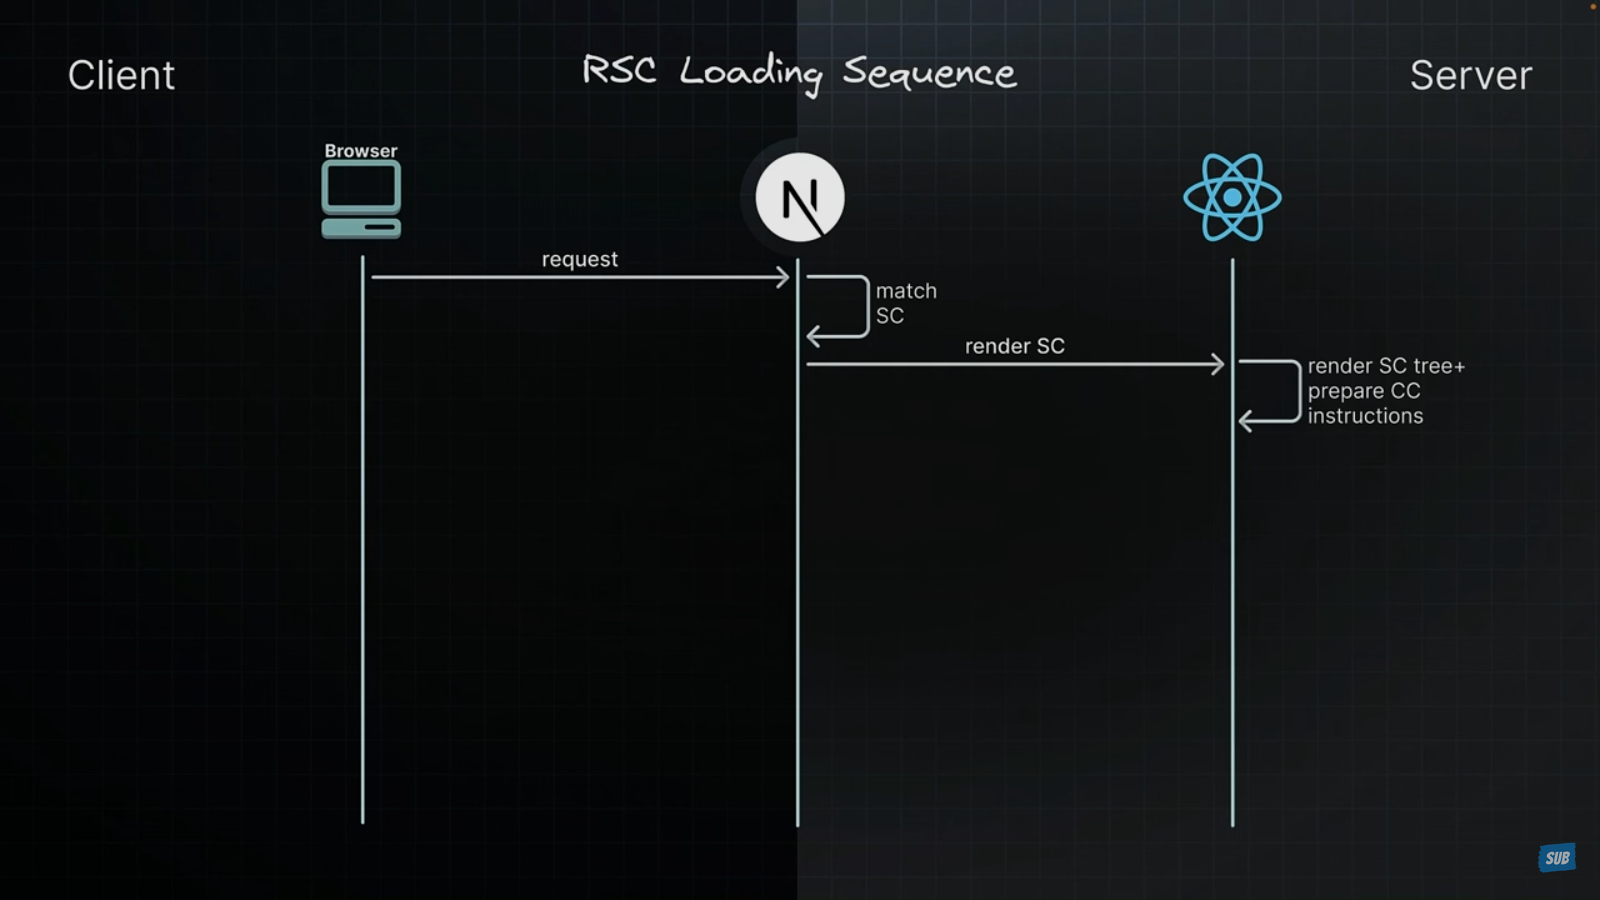 Client
RSC Loading Sequence
Server
Browser
N
request
match
SC
render SC
render SC tree+
prepare CC
instructions
SUB